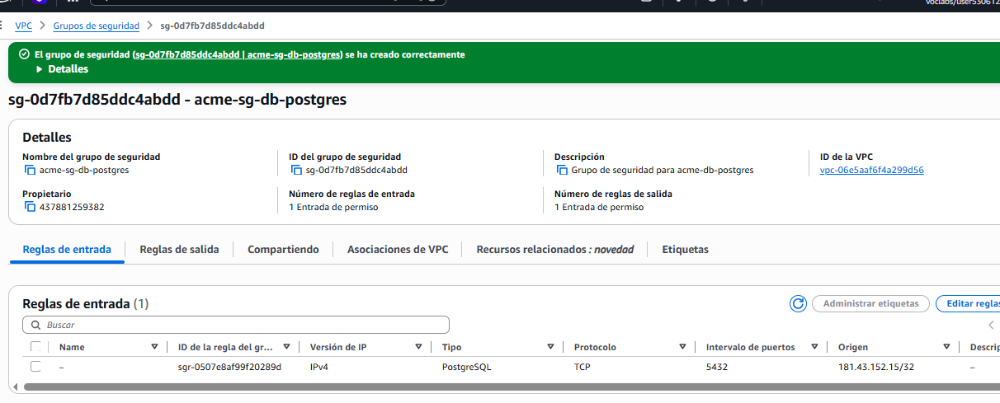 voclabs/user530612
VPC > Grupos de seguridad > sg-0d7fb7d85ddc4abdd
El grupo de seguridad (sg-0d7fb7d85ddc4abdd | acme-sg-db-postgres) se ha creado correctamente
Detalles
sg-0d7fb7d85ddc4abdd - acme-sg-db-postgres
Detalles
Nombre del grupo de seguridad
acme-sg-db-postgres
ID del grupo de seguridad
sg-0d7fb7d85ddc4abdd
Descripción
Grupo de seguridad para acme-db-postgres
ID de la VPC
vpc-06e5aaf6f4a299d56
Propietario
437881259382
Número de reglas de entrada
1 Entrada de permiso
Número de reglas de salida
1 Entrada de permiso
Reglas de entrada Reglas de salida Compartiendo Asociaciones de VPC Recursos relacionados : novedad Etiquetas
Reglas de entrada (1)
Administrar etiquetas Editar reglas
Buscar
Name ID de la regla del gr... Versión de IP Tipo Protocolo Intervalo de puertos Origen Descrip
– sgr-0507e8af99f20289d IPv4 PostgreSQL TCP 5432 181.43.152.15/32 –